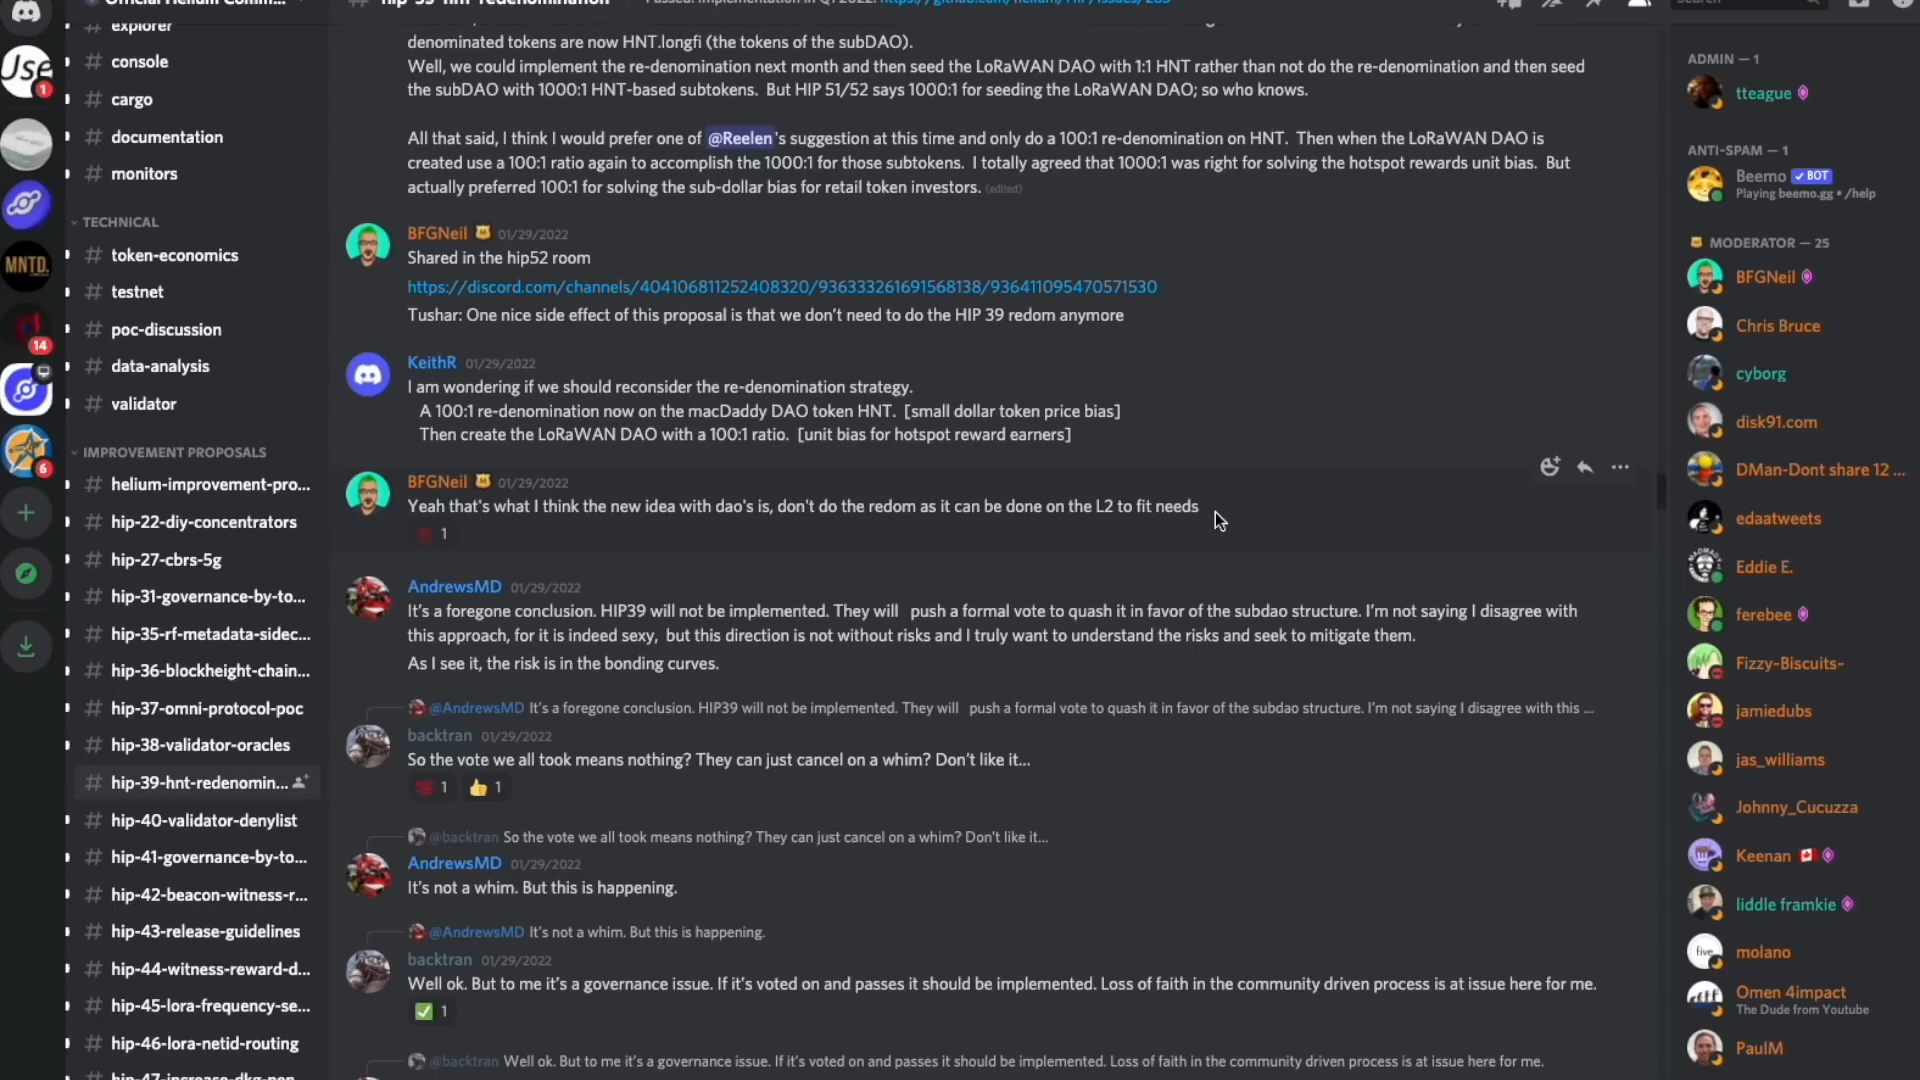 Official Helium Comm...
hip-39-hnt-redenomination
Passed. Implementation in Q1 2022.
Search
explorer
console
cargo
documentation
monitors
TECHNICAL
token-economics
testnet
poc-discussion
data-analysis
validator
IMPROVEMENT PROPOSALS
helium-improvement-pro...
hip-22-diy-concentrators
hip-27-cbrs-5g
hip-31-governance-by-to...
hip-35-rf-metadata-sidec...
hip-36-blockheight-chain...
hip-37-omni-protocol-poc
hip-38-validator-oracles
hip-39-hnt-redenomin...
hip-40-validator-denylist
hip-41-governance-by-to...
hip-42-beacon-witness-r...
hip-43-release-guidelines
hip-44-witness-reward-d...
hip-45-lora-frequency-se...
hip-46-lora-netid-routing
Use
1
MNTD.
14
6
denominated tokens are now HNT.longfi (the tokens of the subDAO).
Well, we could implement the re-denomination next month and then seed the LoRaWAN DAO with 1:1 HNT rather than not do the re-denomination and then seed
the subDAO with 1000:1 HNT-based subtokens. But HIP 51/52 says 1000:1 for seeding the LoRaWAN DAO; so who knows.
All that said, I think I would prefer one of @Reelen's suggestion at this time and only do a 100:1 re-denomination on HNT. Then when the LoRaWAN DAO is
created use a 100:1 ratio again to accomplish the 1000:1 for those subtokens. I totally agreed that 1000:1 was right for solving the hotspot rewards unit bias. But
actually preferred 100:1 for solving the sub-dollar bias for retail token investors. (edited)
BFGNeil 01/29/2022
Shared in the hip52 room
https://discord.com/channels/404106811252408320/936333261691568138/936411095470571530
Tushar: One nice side effect of this proposal is that we don't need to do the HIP 39 redom anymore
KeithR 01/29/2022
I am wondering if we should reconsider the re-denomination strategy.
A 100:1 re-denomination now on the macDaddy DAO token HNT. [small dollar token price bias]
Then create the LoRaWAN DAO with a 100:1 ratio. [unit bias for hotspot reward earners]
BFGNeil 01/29/2022
Yeah that's what I think the new idea with dao's is, don't do the redom as it can be done on the L2 to fit needs
1
AndrewsMD 01/29/2022
It's a foregone conclusion. HIP39 will not be implemented. They will push a formal vote to quash it in favor of the subdao structure. I'm not saying I disagree with
this approach, for it is indeed sexy, but this direction is not without risks and I truly want to understand the risks and seek to mitigate them.
As I see it, the risk is in the bonding curves.
@AndrewsMD It's a foregone conclusion. HIP39 will not be implemented. They will push a formal vote to quash it in favor of the subdao structure. I'm not saying I disagree with this ...
backtran 01/29/2022
So the vote we all took means nothing? They can just cancel on a whim? Don't like it...
1 1
@backtran So the vote we all took means nothing? They can just cancel on a whim? Don't like it...
AndrewsMD 01/29/2022
It's not a whim. But this is happening.
@AndrewsMD It's not a whim. But this is happening.
backtran 01/29/2022
Well ok. But to me it's a governance issue. If it's voted on and passes it should be implemented. Loss of faith in the community driven process is at issue here for me.
1
@backtran Well ok. But to me it's a governance issue. If it's voted on and passes it should be implemented. Loss of faith in the community driven process is at issue here for me.
ADMIN — 1
tteague
ANTI-SPAM — 1
Beemo BOT
Playing beemo.gg • /help
MODERATOR — 25
BFGNeil
Chris Bruce
cyborg
disk91.com
DMan-Dont share 12 ...
edaatweets
Eddie E.
ferebee
Fizzy-Biscuits-
jamiedubs
jas_williams
Johnny_Cucuzza
Keenan
liddle framkie
five
molano
Omen 4impact
The Dude from Youtube
PaulM